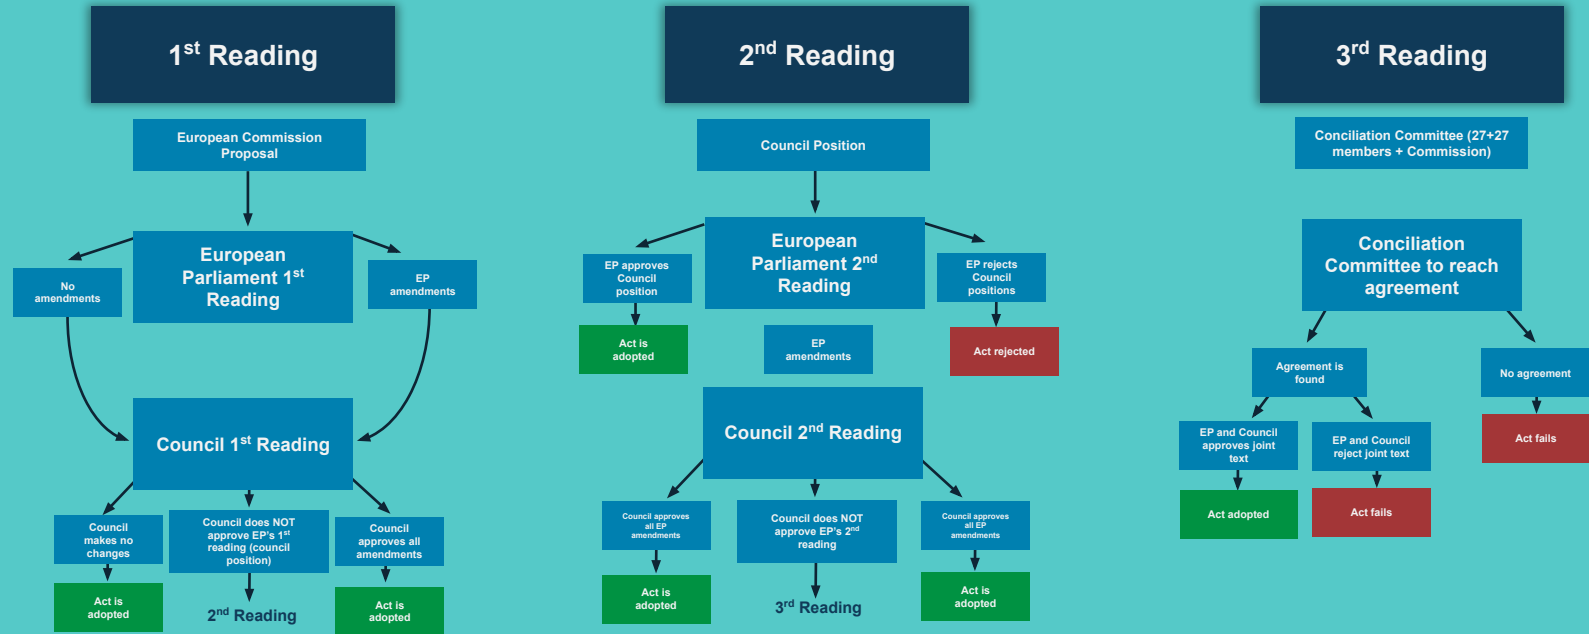 1st Reading
European Commission
Proposal
European
Parliament 1st
Reading
No
amendments
EP
amendments
Council 1st Reading
Council
makes no
changes
Council does NOT
approve EP's 1st
reading (council
position)
Council
approves all
amendments
Act is
adopted
2nd Reading
Act is
adopted
2nd Reading
Council Position
European
Parliament 2nd
Reading
EP approves
Council
position
EP rejects
Council
positions
Act is
adopted
EP
amendments
Act rejected
Council 2nd Reading
Council approves
all EP
amendments
Council does NOT
approve EP's 2nd
reading
Council approves
all EP
amendments
Act is
adopted
3rd Reading
Act is
adopted
3rd Reading
Conciliation Committee (27+27
members + Commission)
Conciliation
Committee to reach
agreement
Agreement is
found
No agreement
EP and Council
approves joint
text
EP and Council
reject joint text
Act fails
Act adopted
Act fails